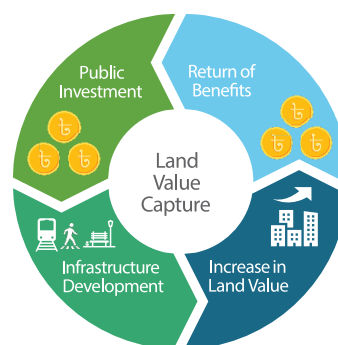 Public
Investment
Return of
Benefits
৳
৳
৳
৳
৳
৳
Land
Value
Capture
Infrastructure
Development
Increase in
Land Value